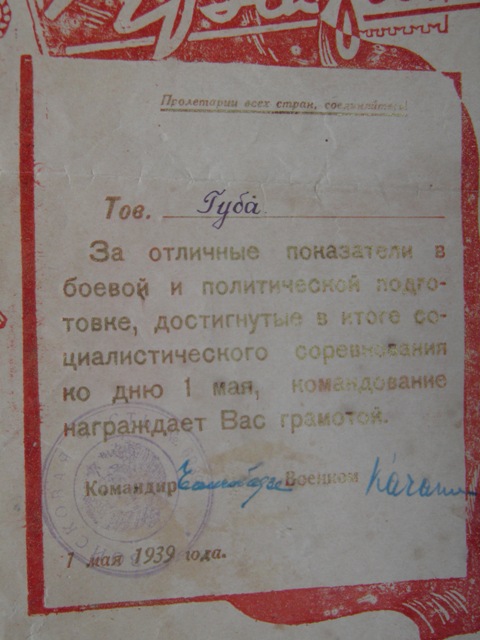 Пролетарии всех стран, соединяйтесь!
Тов. Губа.
За отличные показатели в
боевой и политической подго-
товке, достигнутые в итоге со-
циалистического соревнования
ко дню 1 мая, командование
награждает Вас грамотой.
Командир Военком
1 мая 1939 года.